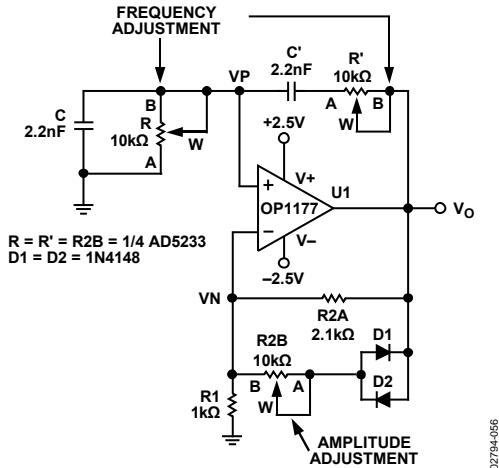 FREQUENCY
ADJUSTMENT
C'
2.2nF
R'
10kΩ
VP
A
B
W
C
2.2nF
B
R
10kΩ
A
W
+2.5V
V+
U1
+
OP1177
−
V−
−2.5V
VO
R = R' = R2B = 1/4 AD5233
D1 = D2 = 1N4148
VN
R2A
2.1kΩ
D1
R2B
10kΩ
B
A
W
D2
R1
1kΩ
AMPLITUDE
ADJUSTMENT
02794-056